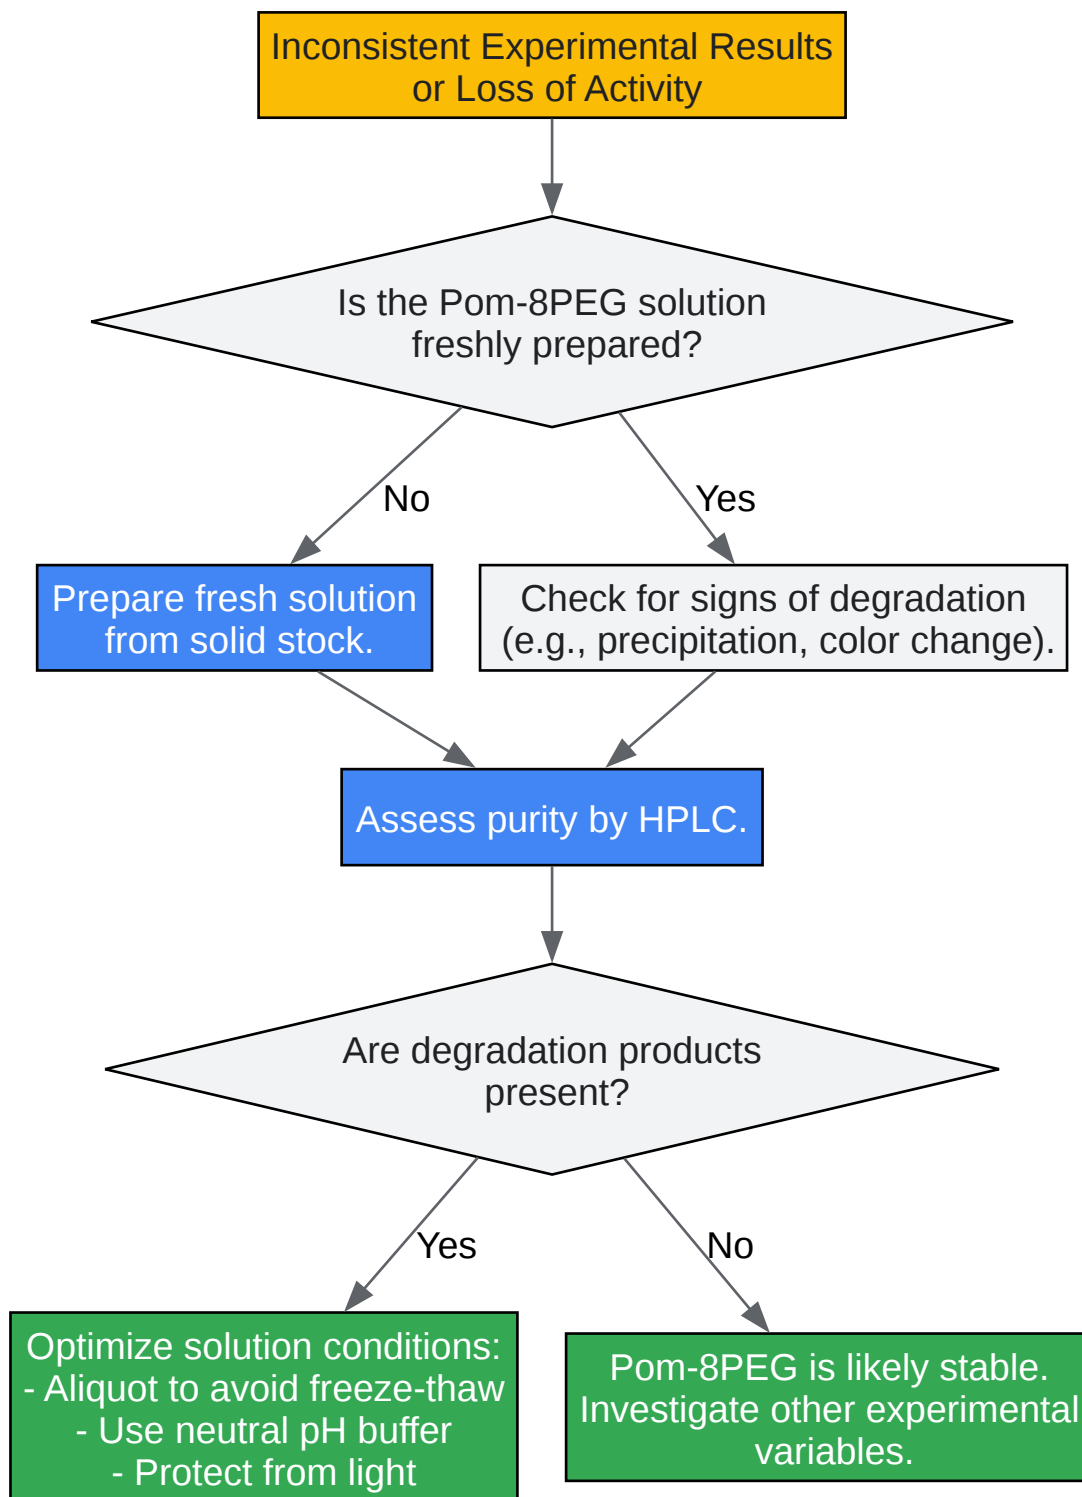 Inconsistent Experimental Results
or Loss of Activity
Is the Pom-8PEG solution
freshly prepared?
No
Yes
Prepare fresh solution
from solid stock.
Check for signs of degradation
(e.g., precipitation, color change).
Assess purity by HPLC.
Are degradation products
present?
Yes
No
Optimize solution conditions:
- Aliquot to avoid freeze-thaw
- Use neutral pH buffer
- Protect from light
Pom-8PEG is likely stable.
Investigate other experimental
variables.